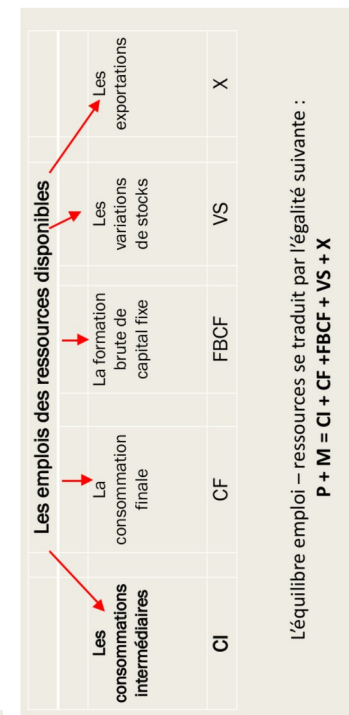 Les emplois des ressources disponibles
Les
consommations
intermédiaires
La
consommation
finale
La formation
brute de
capital fixe
Les
variations
de stocks
Les
exportations
CI
CF
FBCF
VS
X
L'équilibre emploi – ressources se traduit par l'égalité suivante :
P + M = CI + CF +FBCF + VS + X